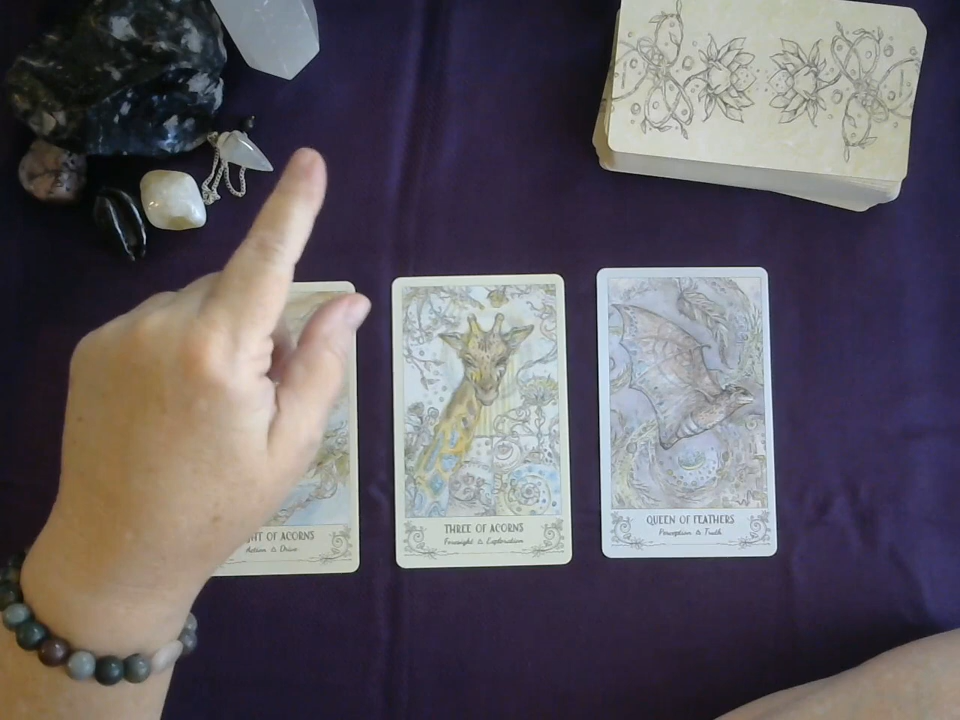 OF ACORNS
Action & Drive
THREE OF ACORNS
Foresight & Exploration
QUEEN OF FEATHERS
Perception & Truth